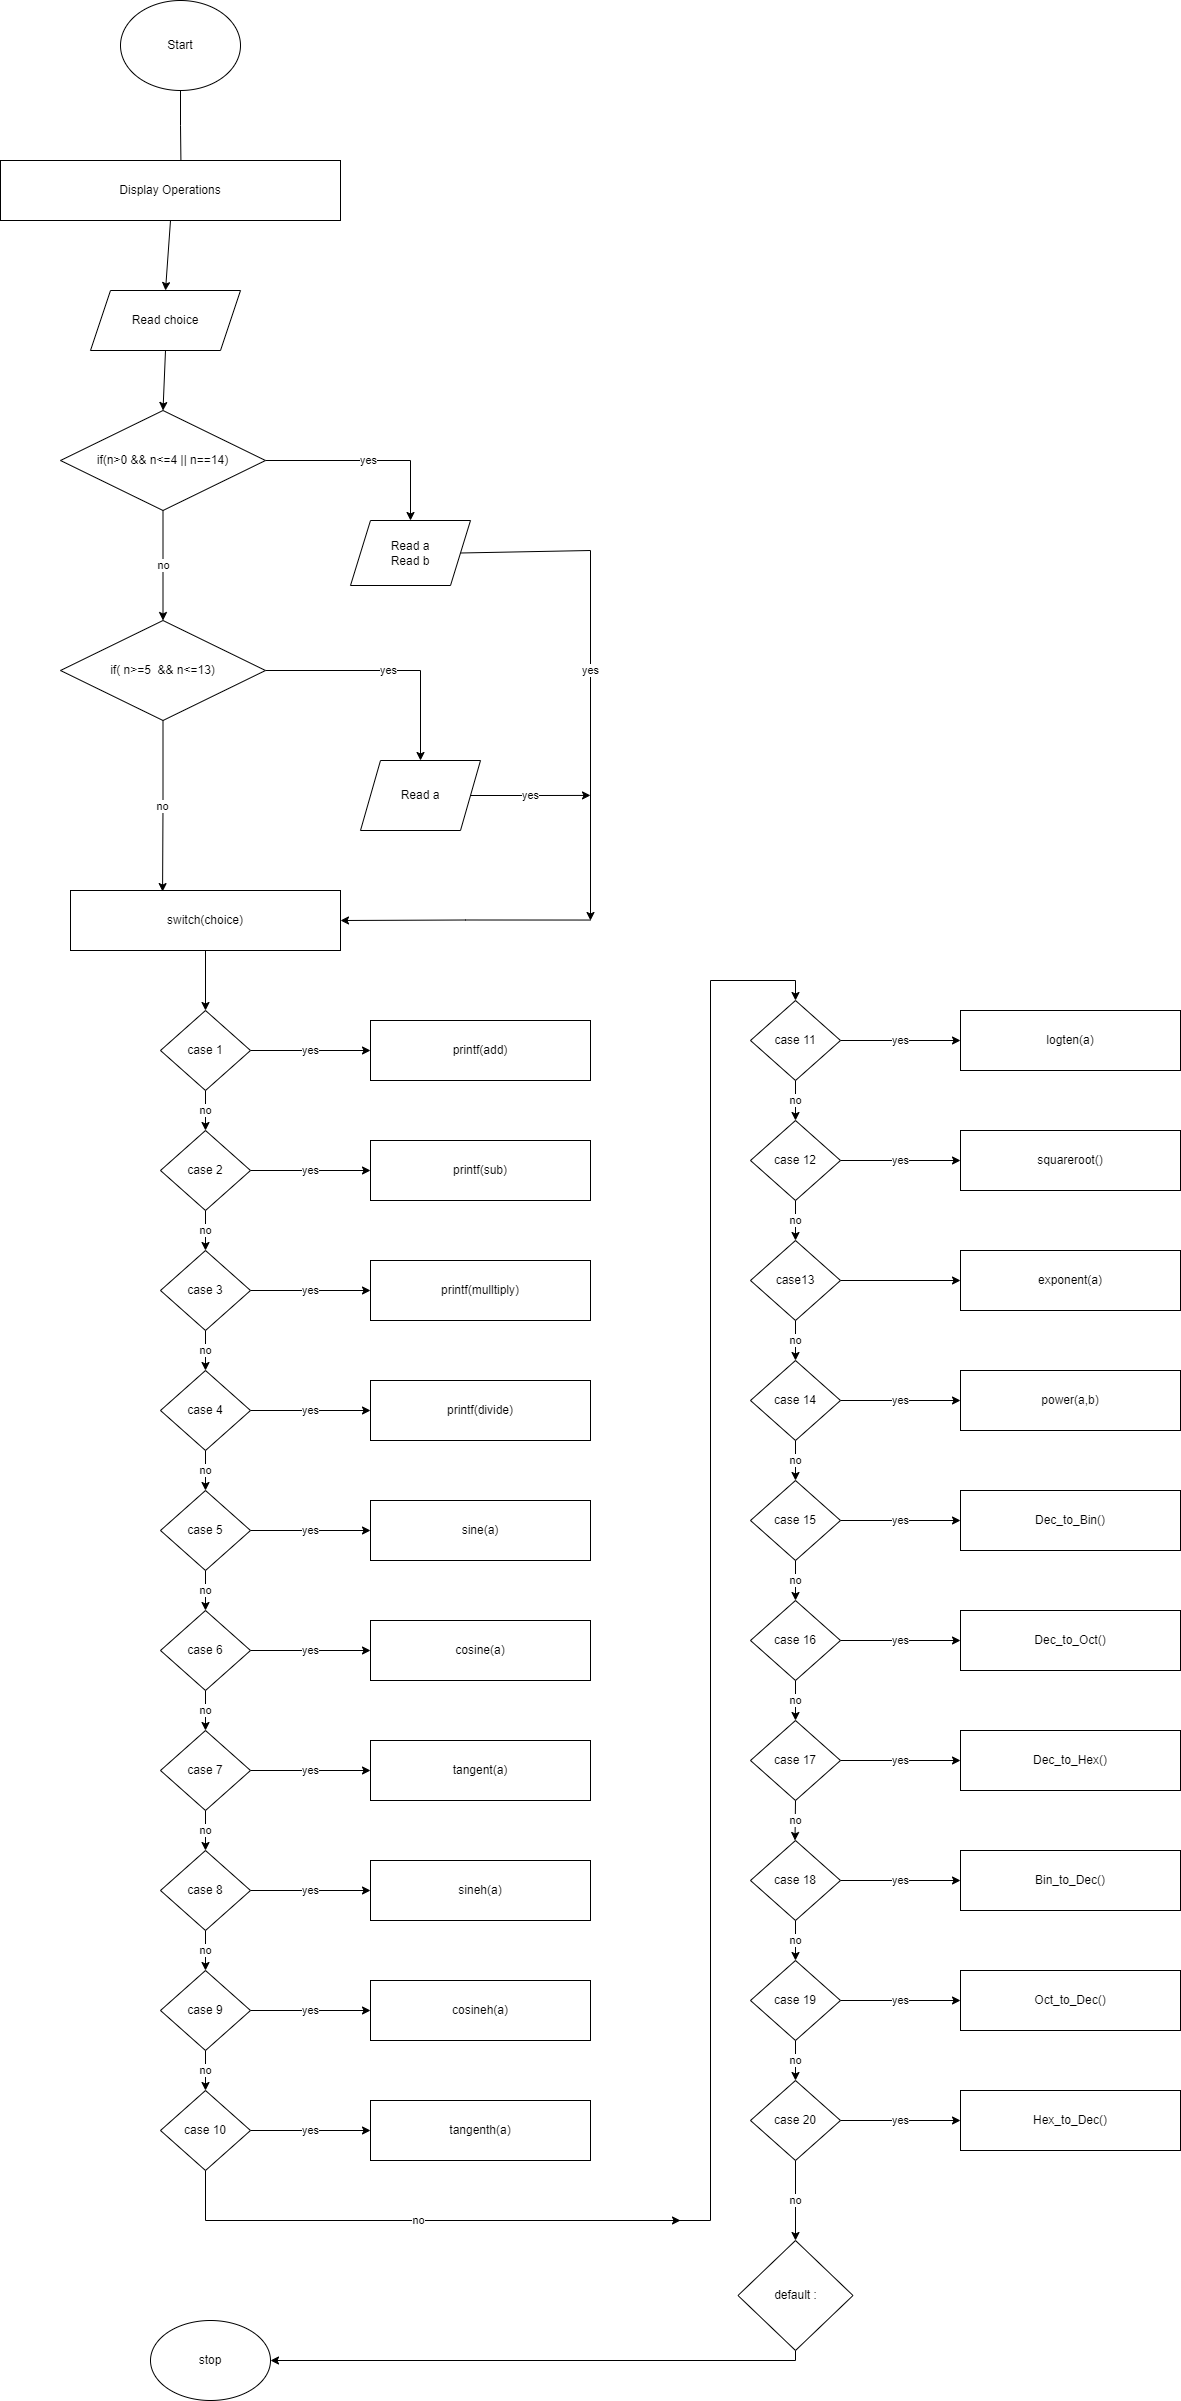 Start
Display Operations
Read choice
if(n>0 && n<=4 || n==14)
yes
Read a
Read b
no
yes
if( n>=5  && n<=13)
yes
Read a
yes
no
switch(choice)
case 1
yes
printf(add)
no
case 2
yes
printf(sub)
no
case 3
yes
printf(mulltiply)
no
case 4
yes
printf(divide)
no
case 5
yes
sine(a)
no
case 6
yes
cosine(a)
no
case 7
yes
tangent(a)
no
case 8
yes
sineh(a)
no
case 9
yes
cosineh(a)
no
case 10
yes
tangenth(a)
no
case 11
yes
logten(a)
no
case 12
yes
squareroot()
no
case13
exponent(a)
no
case 14
yes
power(a,b)
no
case 15
yes
Dec_to_Bin()
no
case 16
yes
Dec_to_Oct()
no
case 17
yes
Dec_to_Hex()
no
case 18
yes
Bin_to_Dec()
no
case 19
yes
Oct_to_Dec()
no
case 20
yes
Hex_to_Dec()
no
default :
stop